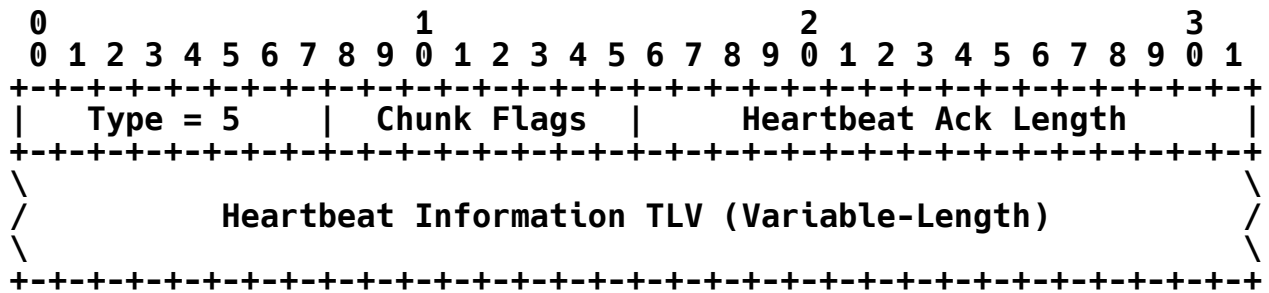 0                   1                   2                   3
 0 1 2 3 4 5 6 7 8 9 0 1 2 3 4 5 6 7 8 9 0 1 2 3 4 5 6 7 8 9 0 1
+-+-+-+-+-+-+-+-+-+-+-+-+-+-+-+-+-+-+-+-+-+-+-+-+-+-+-+-+-+-+-+-+
|   Type = 5    |  Chunk Flags  |     Heartbeat Ack Length      |
+-+-+-+-+-+-+-+-+-+-+-+-+-+-+-+-+-+-+-+-+-+-+-+-+-+-+-+-+-+-+-+-+
\                                                               \
/          Heartbeat Information TLV (Variable-Length)          /
\                                                               \
+-+-+-+-+-+-+-+-+-+-+-+-+-+-+-+-+-+-+-+-+-+-+-+-+-+-+-+-+-+-+-+-+